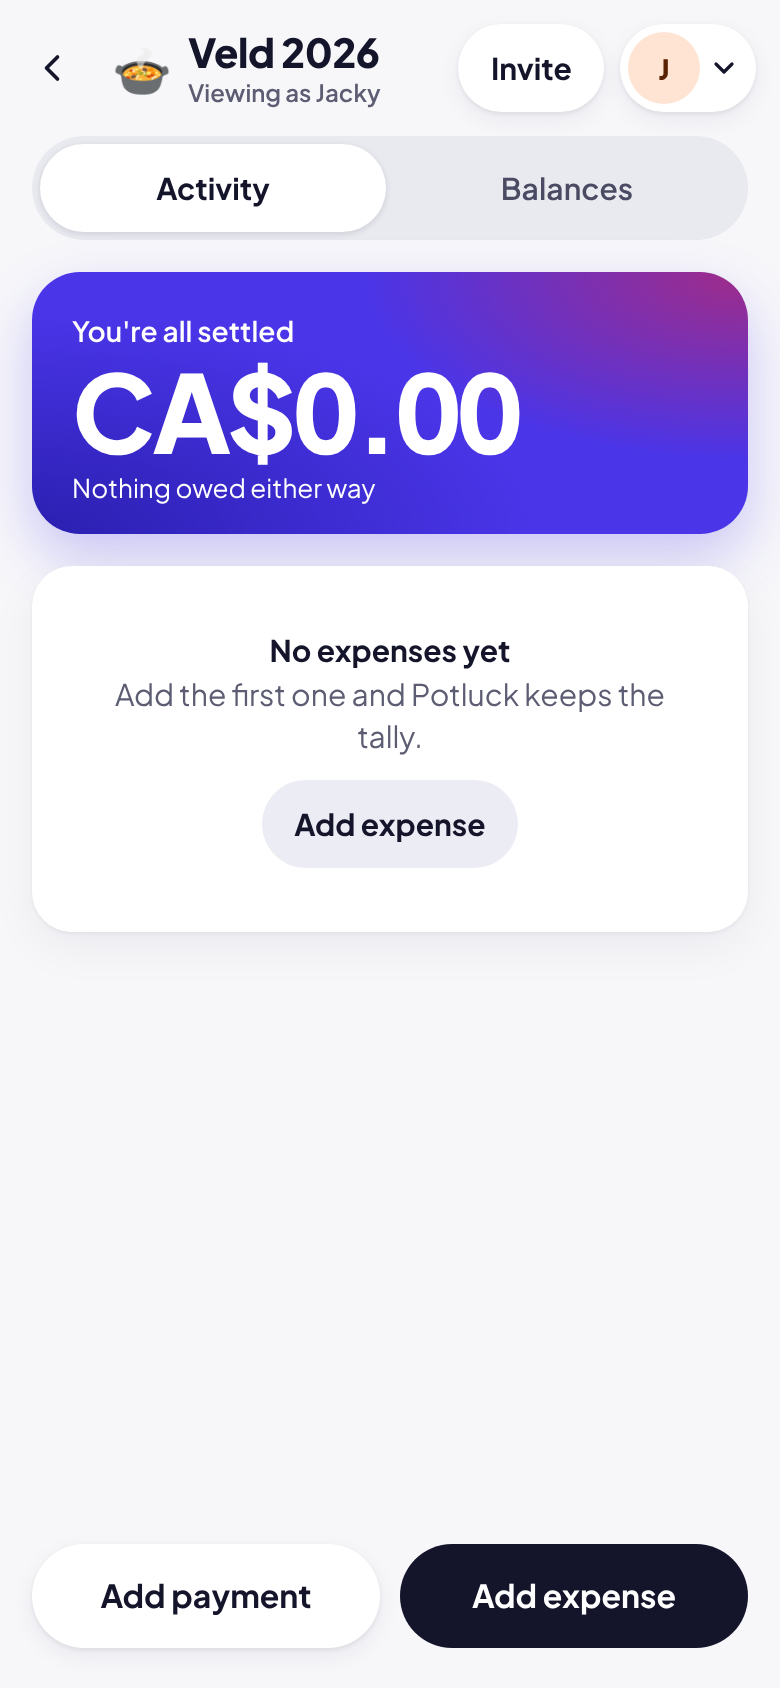 Veld 2026
Viewing as Jacky
Invite
J
Activity
Balances
You're all settled
CA$0.00
Nothing owed either way
No expenses yet
Add the first one and Potluck keeps the
tally.
Add expense
Add payment
Add expense